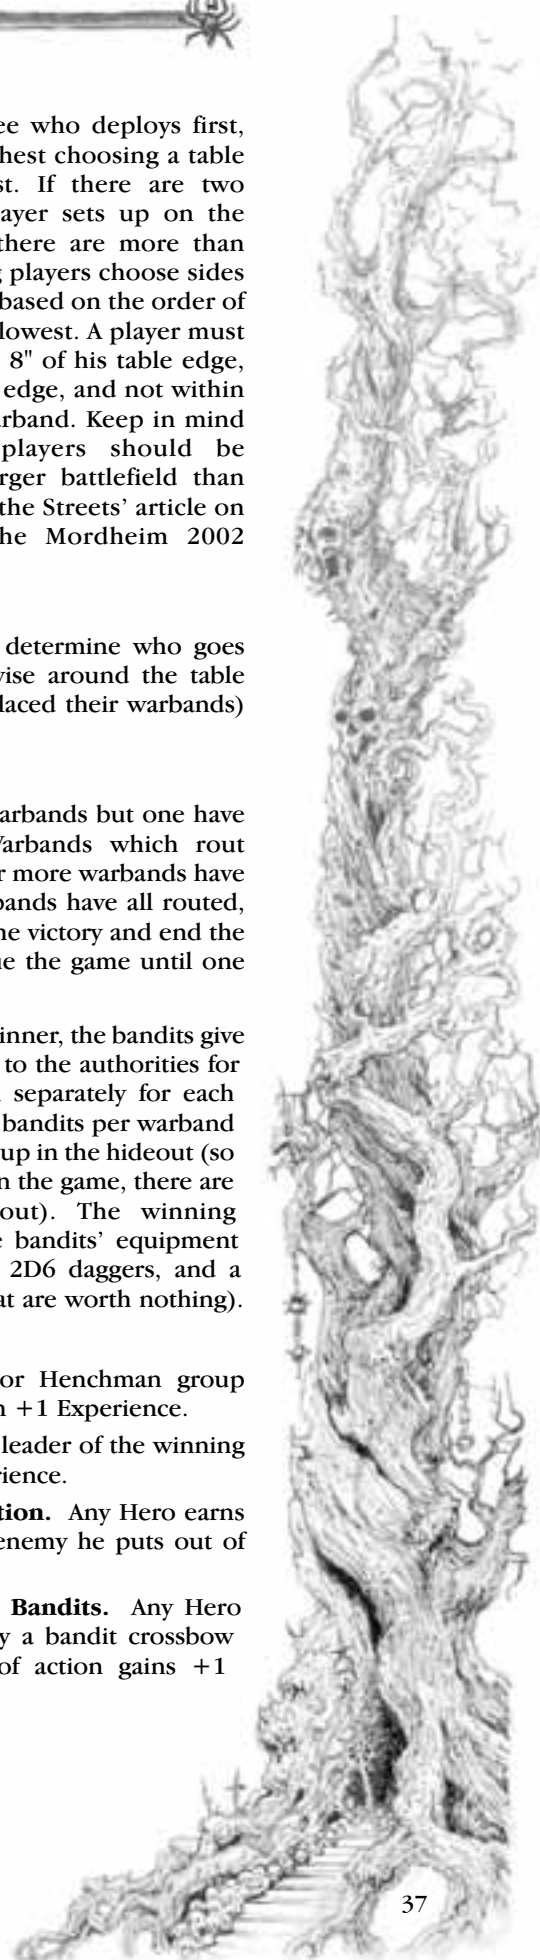 ee who deploys first,
hest choosing a table
st. If there are two
ayer sets up on the
there are more than
g players choose sides
based on the order of
lowest. A player must
8" of his table edge,
edge, and not within
arband. Keep in mind
players should be
rger battlefield than
the Streets' article on
he Mordheim 2002
determine who goes
vise around the table
laced their warbands)
arbands but one have
Warbands which rout
r more warbands have
bands have all routed,
ne victory and end the
ue the game until one
inner, the bandits give
to the authorities for
separately for each
bandits per warband
up in the hideout (so
n the game, there are
out). The winning
e bandits' equipment
2D6 daggers, and a
at are worth nothing).
or Henchman group
n +1 Experience.
leader of the winning
rience.
tion. Any Hero earns
enemy he puts out of
Bandits. Any Hero
y a bandit crossbow
of action gains +1
37